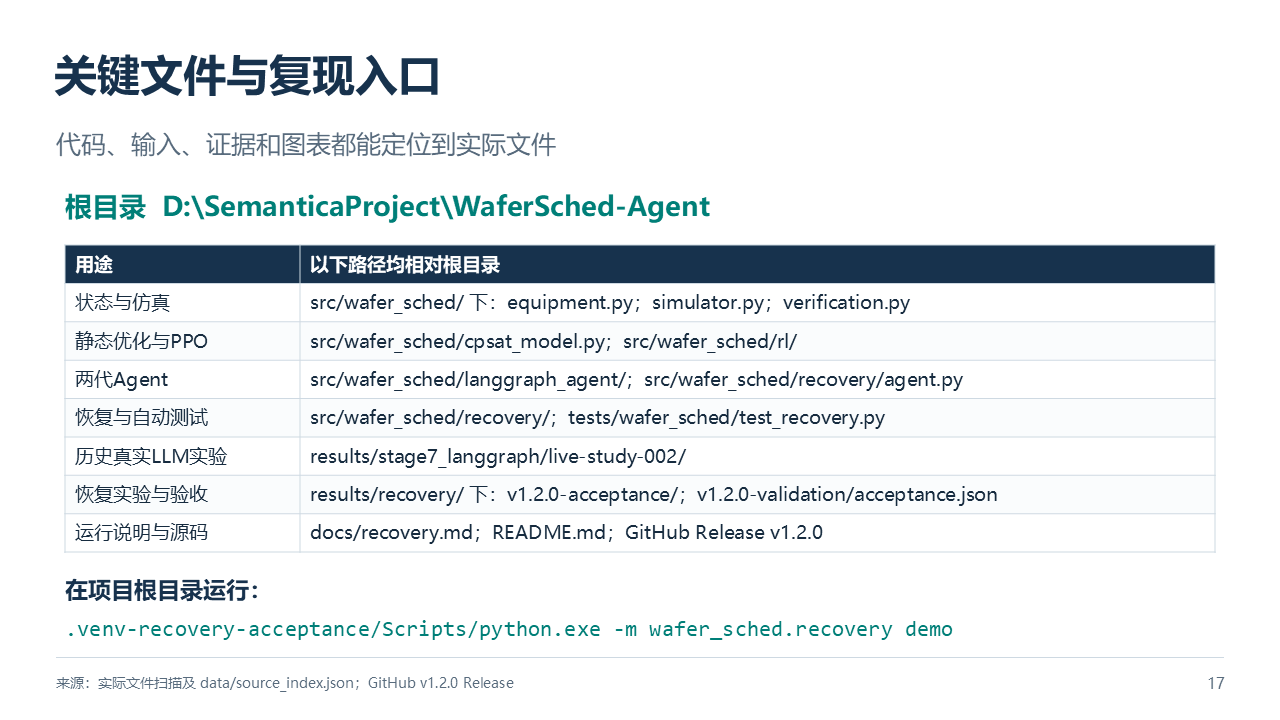 关键文件与复现入口
代码、输入、证据和图表都能定位到实际文件
根目录 D:\SemanticaProject\WaferSched-Agent
用途 以下路径均相对根目录
状态与仿真 src/wafer_sched/ 下：equipment.py；simulator.py；verification.py
静态优化与PPO src/wafer_sched/cpsat_model.py；src/wafer_sched/rl/
两代Agent src/wafer_sched/langgraph_agent/；src/wafer_sched/recovery/agent.py
恢复与自动测试 src/wafer_sched/recovery/；tests/wafer_sched/test_recovery.py
历史真实LLM实验 results/stage7_langgraph/live-study-002/
恢复实验与验收 results/recovery/ 下：v1.2.0-acceptance/；v1.2.0-validation/acceptance.json
运行说明与源码 docs/recovery.md；README.md；GitHub Release v1.2.0
在项目根目录运行：
.venv-recovery-acceptance/Scripts/python.exe -m wafer_sched.recovery demo
来源：实际文件扫描及 data/source_index.json；GitHub v1.2.0 Release
17